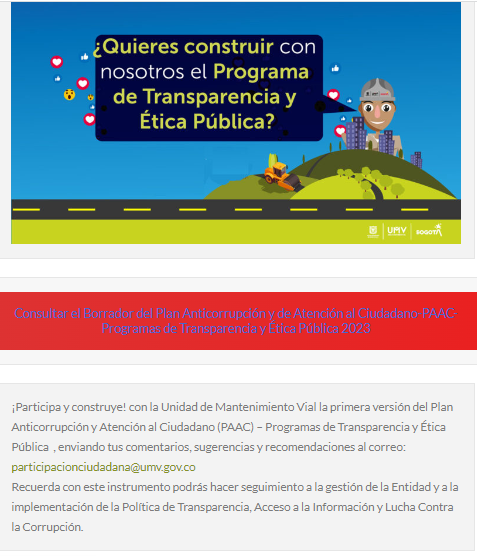 ¿Quieres construir con
nosotros el Programa
de Transparencia y
Ética Pública?
UMV
BOGOTÁ
Consultar el Borrador del Plan Anticorrupción y de Atención al Ciudadano-PAAC-
Programas de Transparencia y Ética Pública 2023
¡Participa y construye! con la Unidad de Mantenimiento Vial la primera versión del Plan
Anticorrupción y Atención al Ciudadano (PAAC) – Programas de Transparencia y Ética
Pública , enviando tus comentarios, sugerencias y recomendaciones al correo:
participacionciudadana@umv.gov.co
Recuerda con este instrumento podrás hacer seguimiento a la gestión de la Entidad y a la
implementación de la Política de Transparencia, Acceso a la Información y Lucha Contra
la Corrupción.